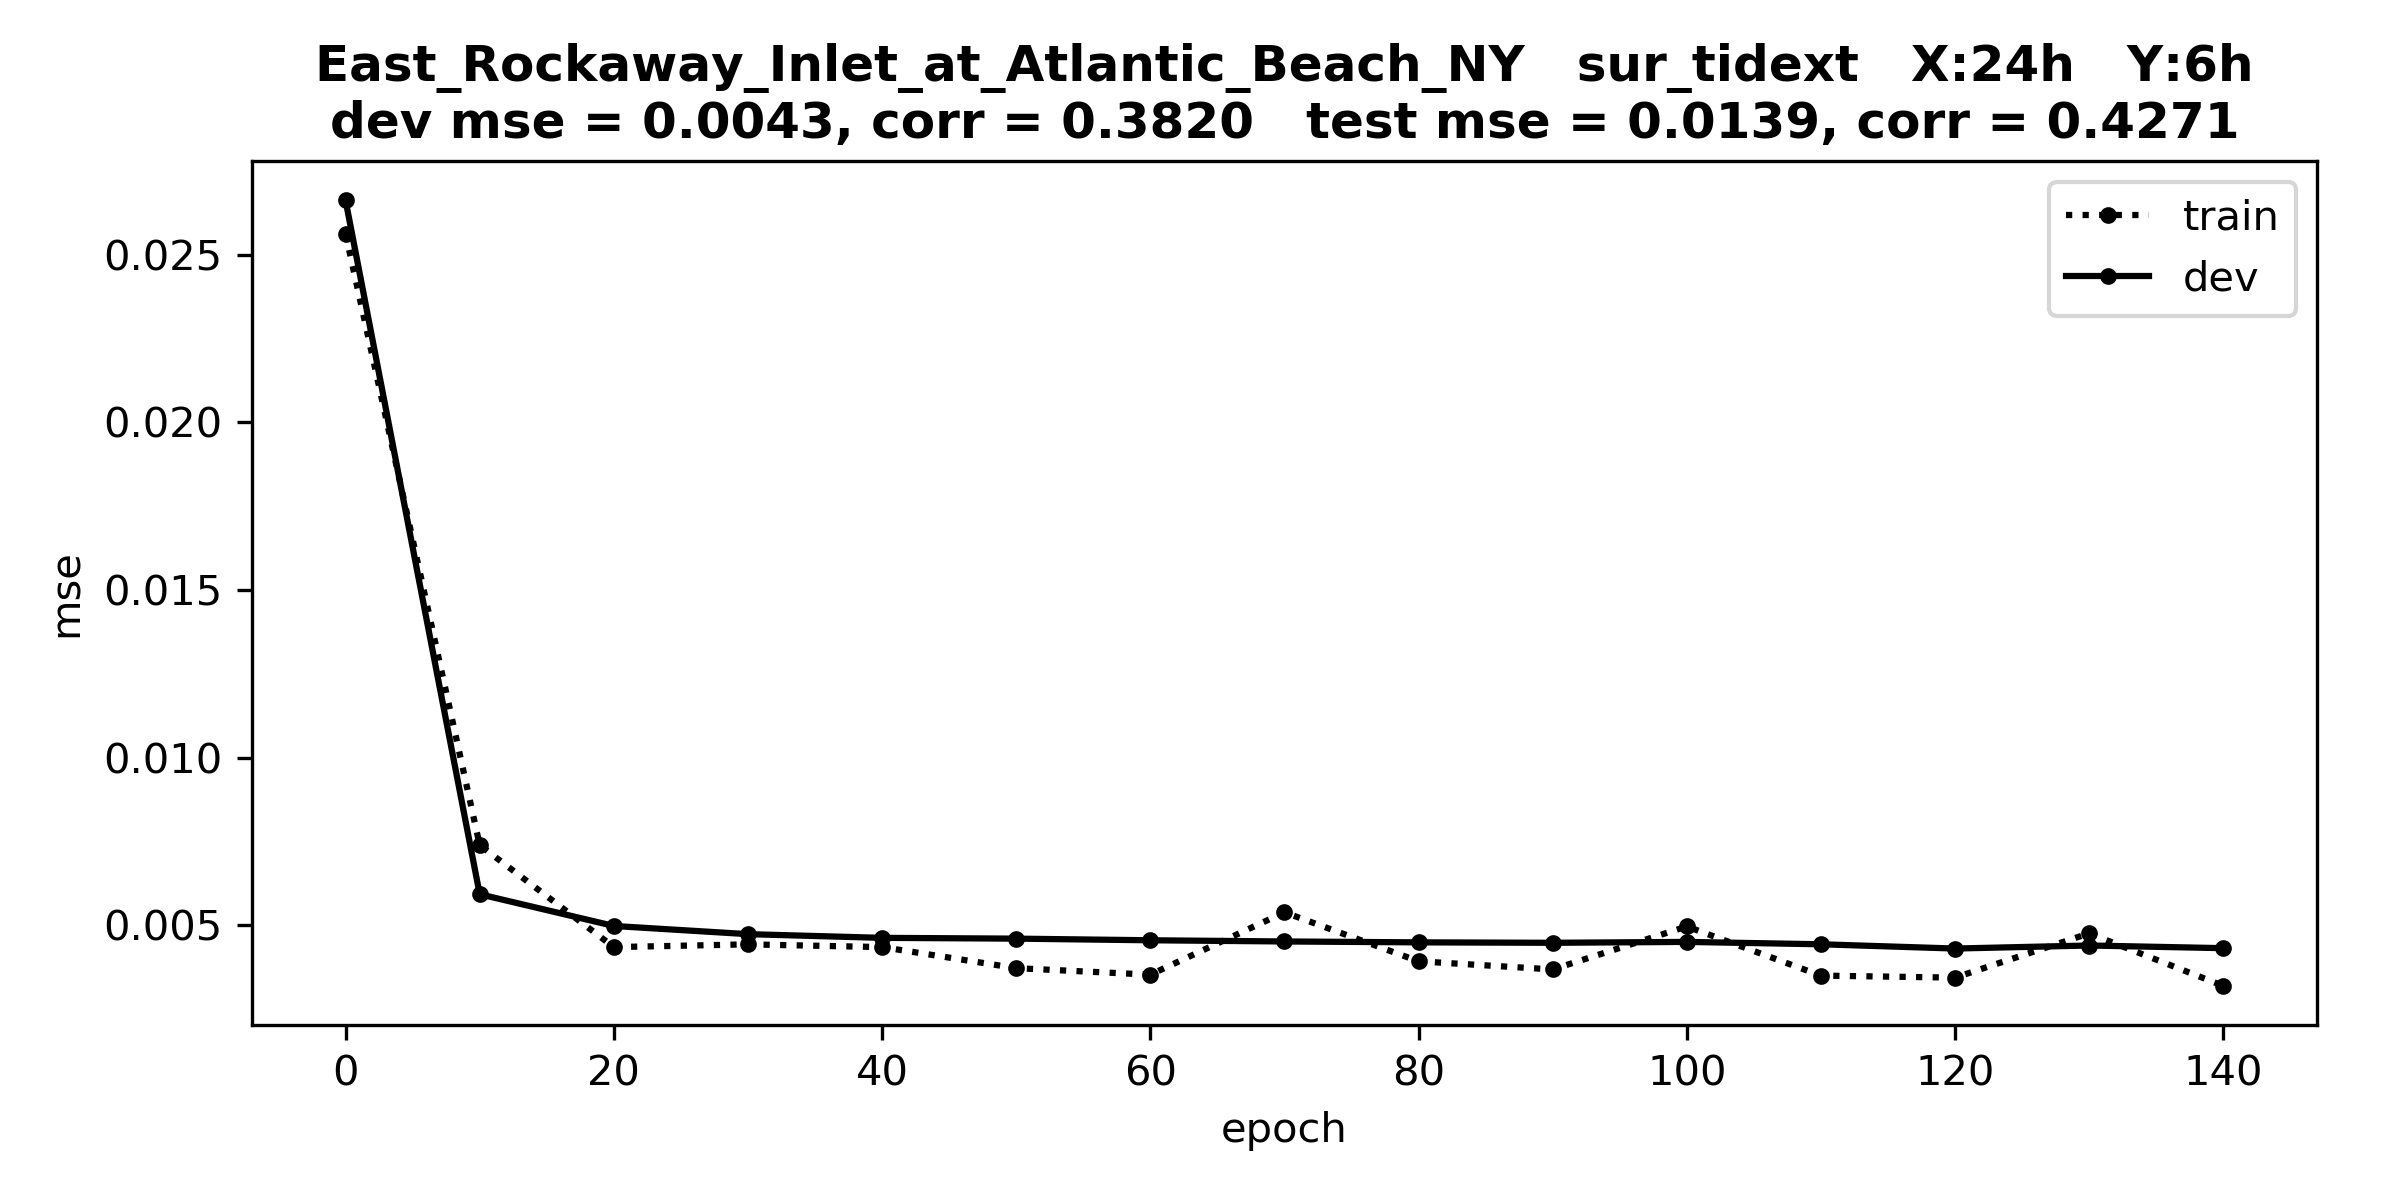 East_Rockaway_Inlet_at_Atlantic_Beach_NY   sur_tidext   X:24h   Y:6h
dev mse = 0.0043, corr = 0.3820   test mse = 0.0139, corr = 0.4271
train
dev
0.025
0.020
0.015
0.010
0.005
mse
0 20 40 60 80 100 120 140
epoch